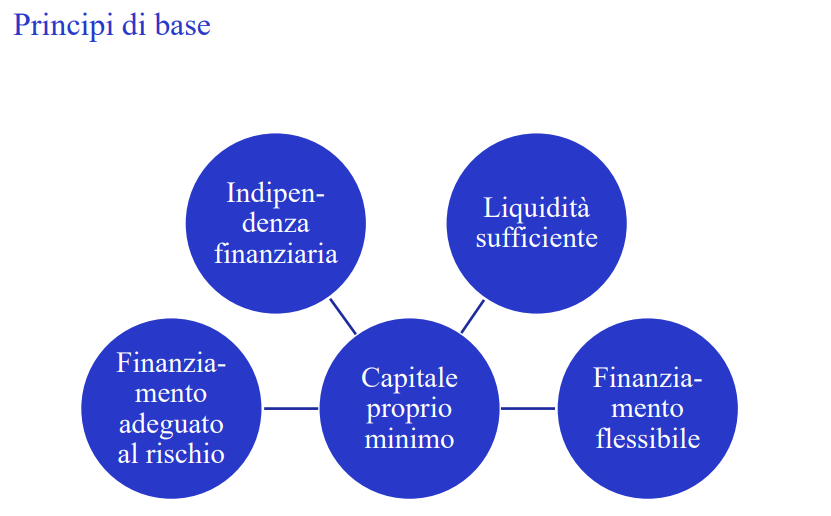 Principi di base
Indipen-
denza
finanziaria
Liquidità
sufficiente
Finanzia-
mento
adeguato
al rischio
Capitale
proprio
minimo
Finanzia-
mento
flessibile